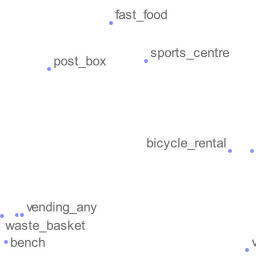 fast_food
sports_centre
post_box
bicycle_rental
vending_any
waste_basket
bench